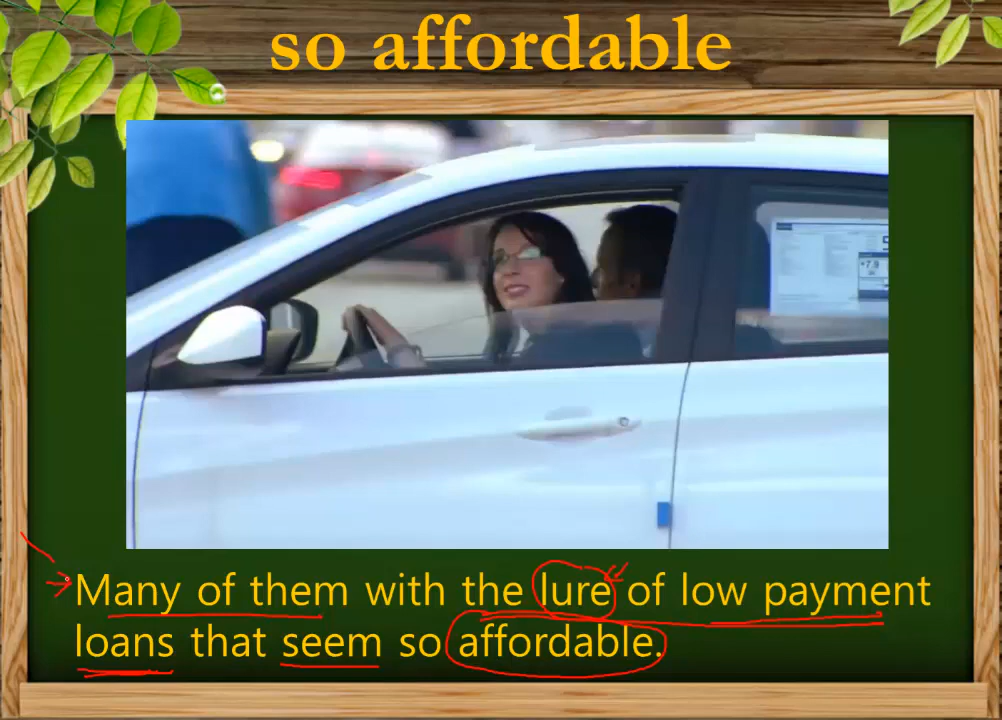 so affordable
Many of them with the lure of low payment
loans that seem so affordable.